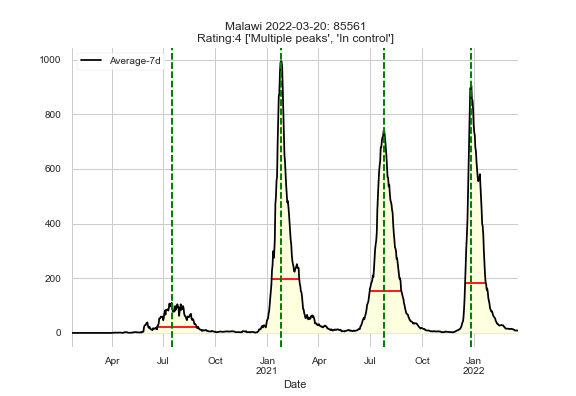 Malawi 2022-03-20: 85561
Rating:4 ['Multiple peaks', 'In control']
Average-7d
1000
800
600
400
200
0
Apr Jul Oct Jan Apr Jul Oct Jan
2021 2022
Date